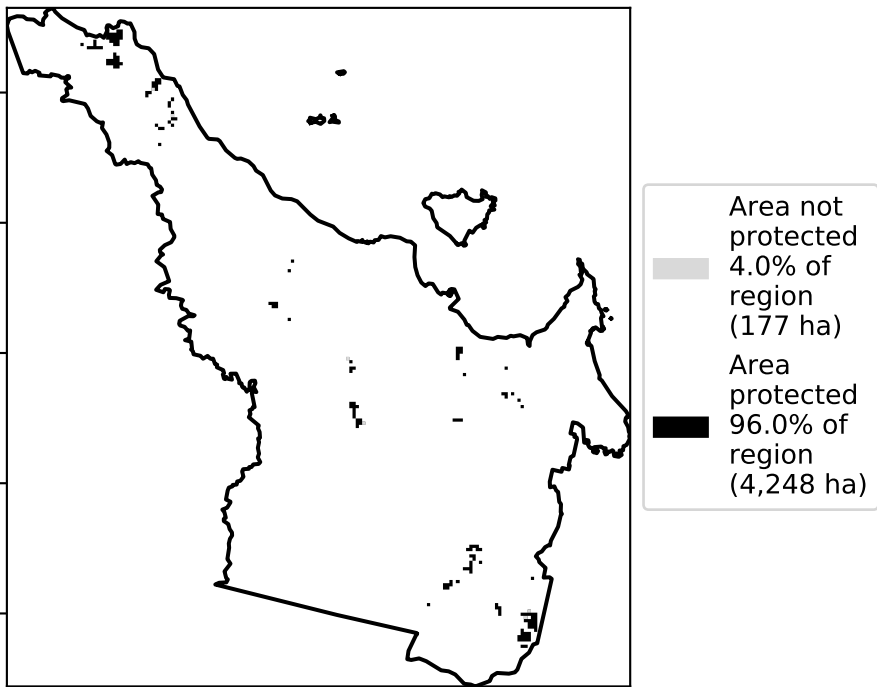 Area not
protected
4.0% of
region
(177 ha)
Area
protected
96.0% of
region
(4,248 ha)